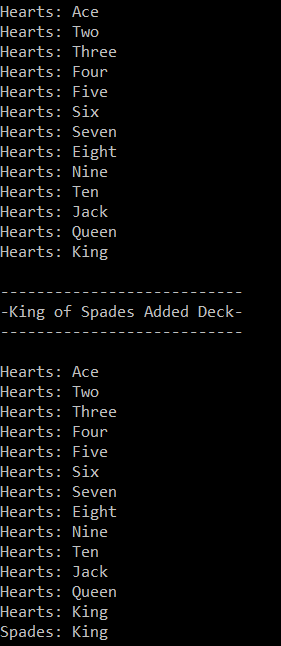 Hearts: Ace
Hearts: Two
Hearts: Three
Hearts: Four
Hearts: Five
Hearts: Six
Hearts: Seven
Hearts: Eight
Hearts: Nine
Hearts: Ten
Hearts: Jack
Hearts: Queen
Hearts: King
---------------------------
-King of Spades Added Deck-
---------------------------
Hearts: Ace
Hearts: Two
Hearts: Three
Hearts: Four
Hearts: Five
Hearts: Six
Hearts: Seven
Hearts: Eight
Hearts: Nine
Hearts: Ten
Hearts: Jack
Hearts: Queen
Hearts: King
Spades: King